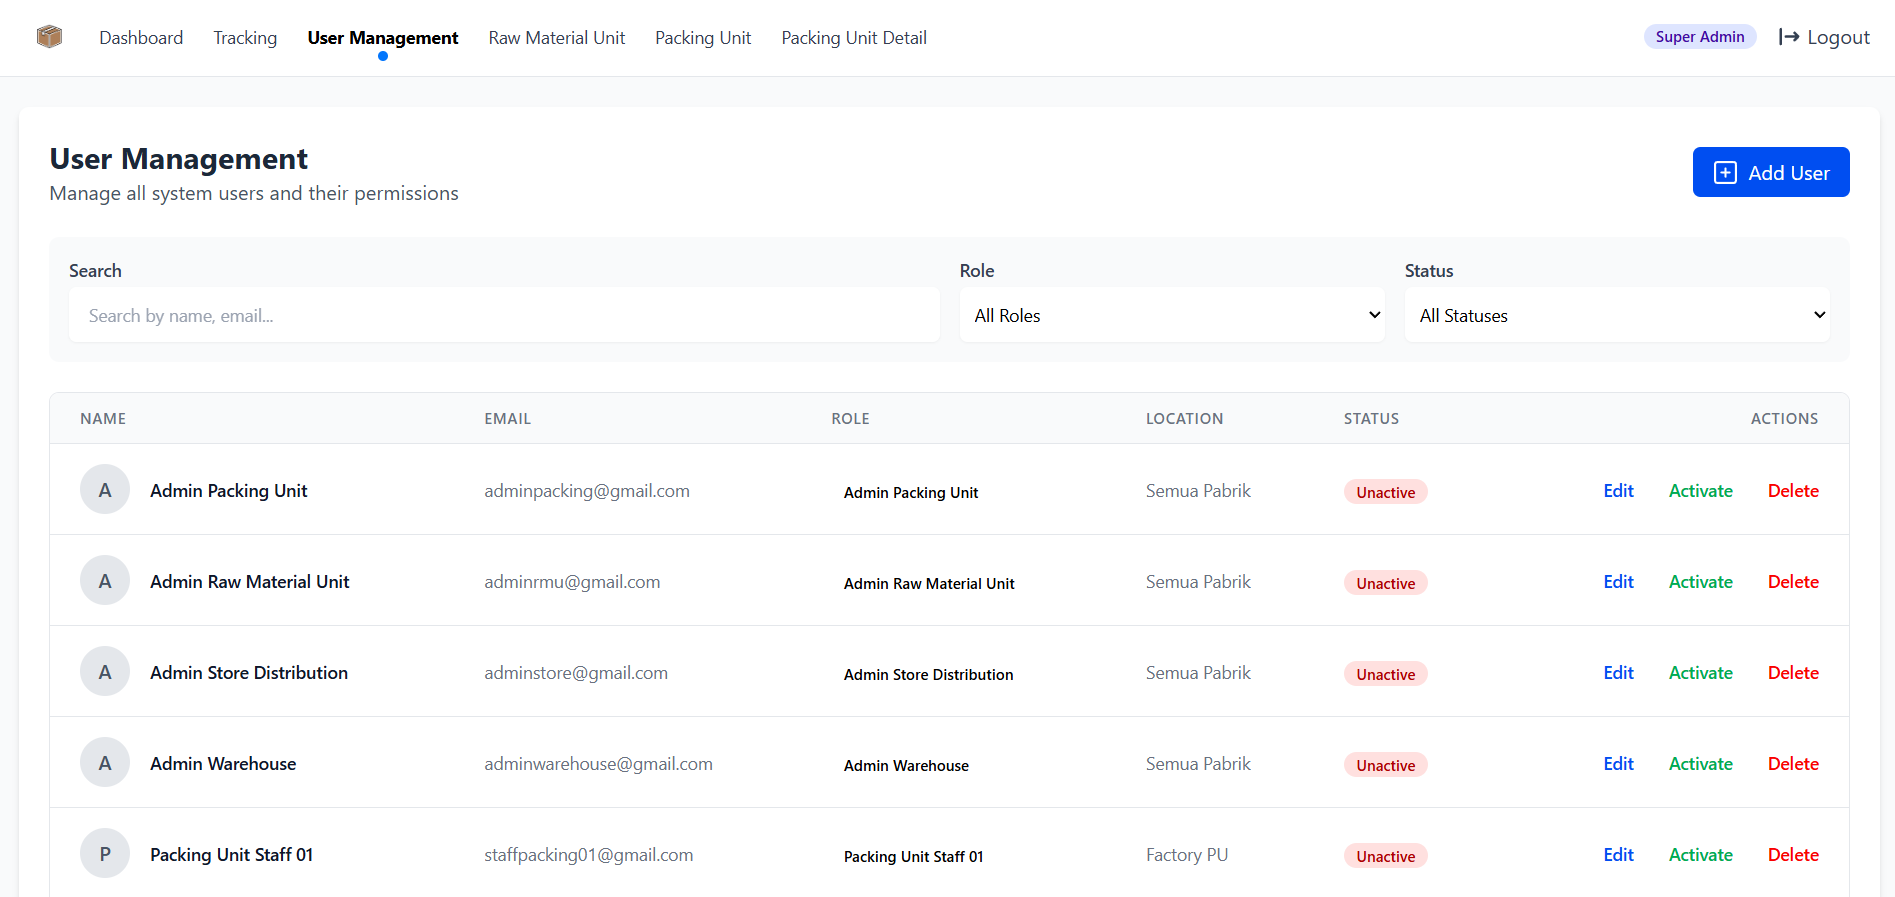 Dashboard Tracking User Management Raw Material Unit Packing Unit Packing Unit Detail Super Admin Logout
User Management
Manage all system users and their permissions
Add User
Search Role Status
Search by name, email... All Roles All Statuses
NAME EMAIL ROLE LOCATION STATUS ACTIONS
A Admin Packing Unit adminpacking@gmail.com Admin Packing Unit Semua Pabrik Unactive Edit Activate Delete
A Admin Raw Material Unit adminrmu@gmail.com Admin Raw Material Unit Semua Pabrik Unactive Edit Activate Delete
A Admin Store Distribution adminstore@gmail.com Admin Store Distribution Semua Pabrik Unactive Edit Activate Delete
A Admin Warehouse adminwarehouse@gmail.com Admin Warehouse Semua Pabrik Unactive Edit Activate Delete
P Packing Unit Staff 01 staffpacking01@gmail.com Packing Unit Staff 01 Factory PU Unactive Edit Activate Delete